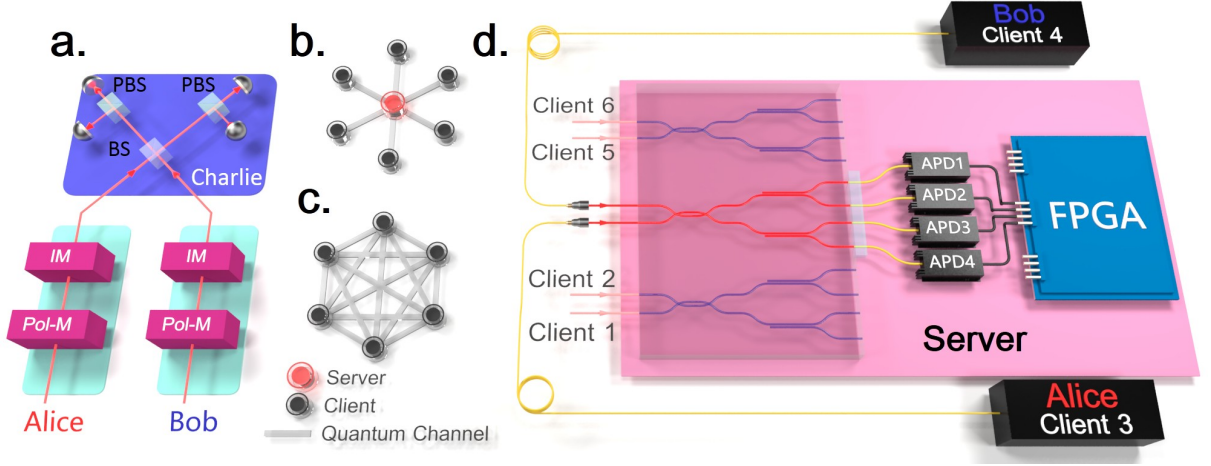 a.
PBS
PBS
BS
Charlie
IM
IM
Pol-M
Pol-M
Alice
Bob
b.
c.
Server
Client
Quantum Channel
d.
Bob
Client 4
Client 6
Client 5
APD1
APD2
APD3
APD4
FPGA
Client 2
Client 1
Server
Alice
Client 3